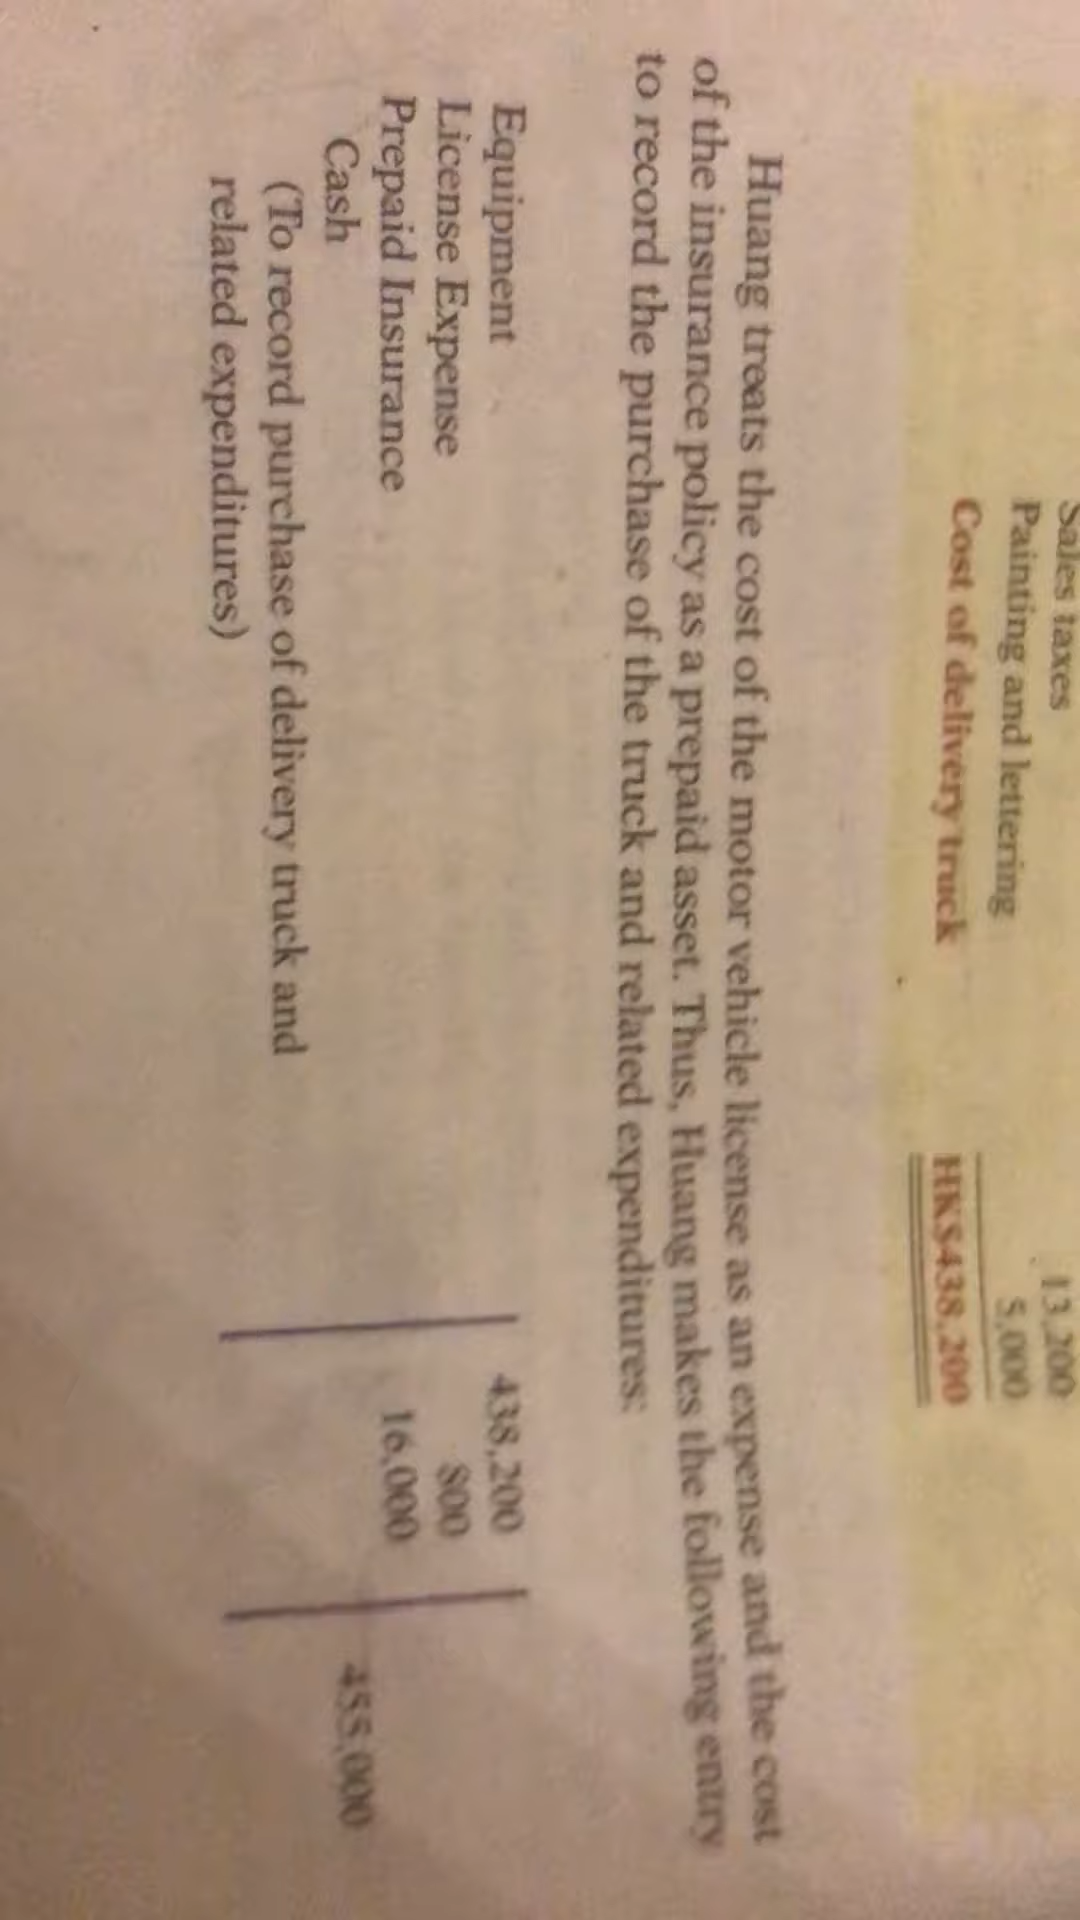 Sales taxes 13,200
Painting and lettering 5,000
Cost of delivery truck HK$438,200
Huang treats the cost of the motor vehicle license as an expense and the cost
of the insurance policy as a prepaid asset. Thus, Huang makes the following entry
to record the purchase of the truck and related expenditures:
Equipment 438,200
License Expense 800
Prepaid Insurance 16,000
Cash 455,000
(To record purchase of delivery truck and
related expenditures)